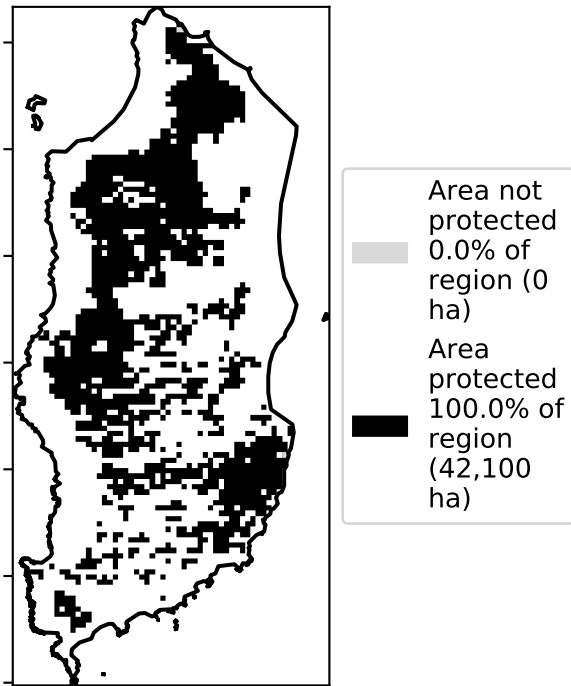 Area not
protected
0.0% of
region (0
ha)
Area
protected
100.0% of
region
(42,100
ha)